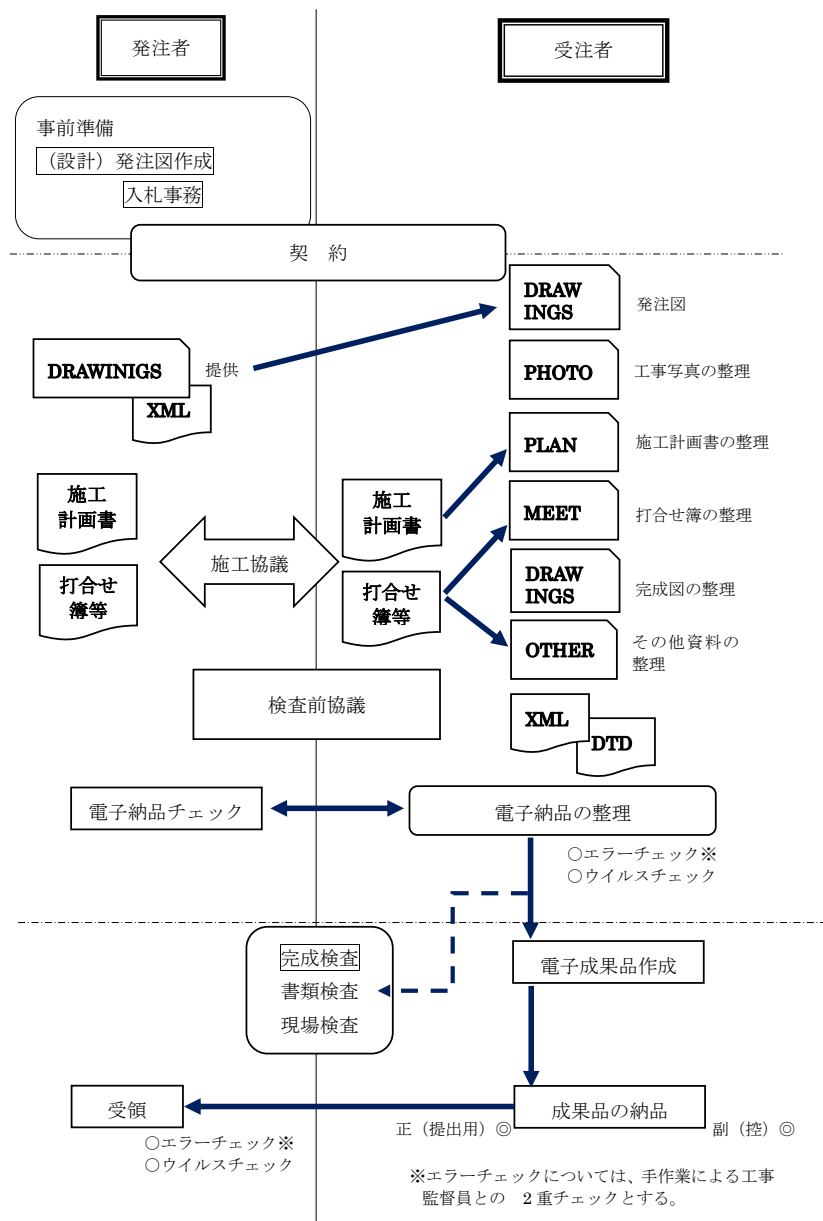 発注者
受注者
事前準備
（設計）発注図作成
入札事務
契　約
DRAW
INGS
発注図
DRAWINIGS
提供
XML
PHOTO
工事写真の整理
PLAN
施工計画書の整理
施工
計画書
施工
計画書
MEET
打合せ簿の整理
施工協議
打合せ
簿等
打合せ
簿等
DRAW
INGS
完成図の整理
OTHER
その他資料の
整理
検査前協議
XML
DTD
電子納品チェック
電子納品の整理
○エラーチェック※
○ウイルスチェック
完成検査
書類検査
現場検査
電子成果品作成
受領
成果品の納品
正（提出用）◎
副（控）◎
○エラーチェック※
○ウイルスチェック
※エラーチェックについては、手作業による工事
監督員との　２重チェックとする。